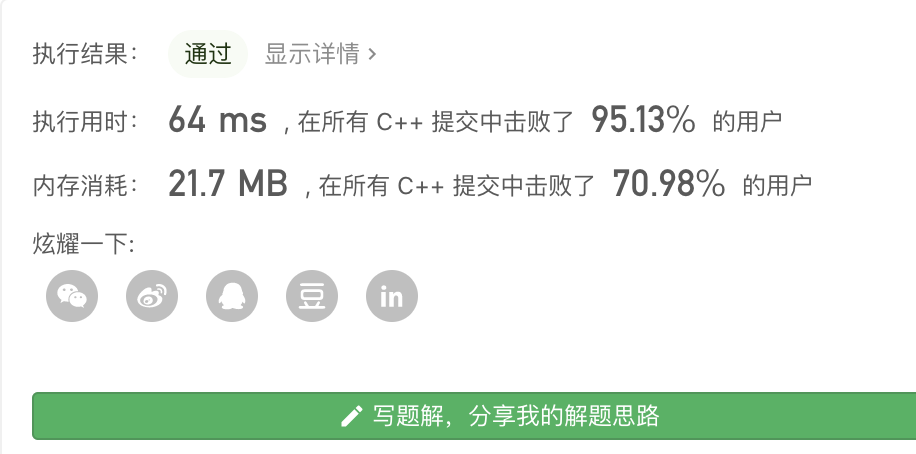 执行结果： 通过 显示详情 >
执行用时： 64 ms , 在所有 C++ 提交中击败了 95.13% 的用户
内存消耗： 21.7 MB , 在所有 C++ 提交中击败了 70.98% 的用户
炫耀一下:
豆 in
写题解，分享我的解题思路